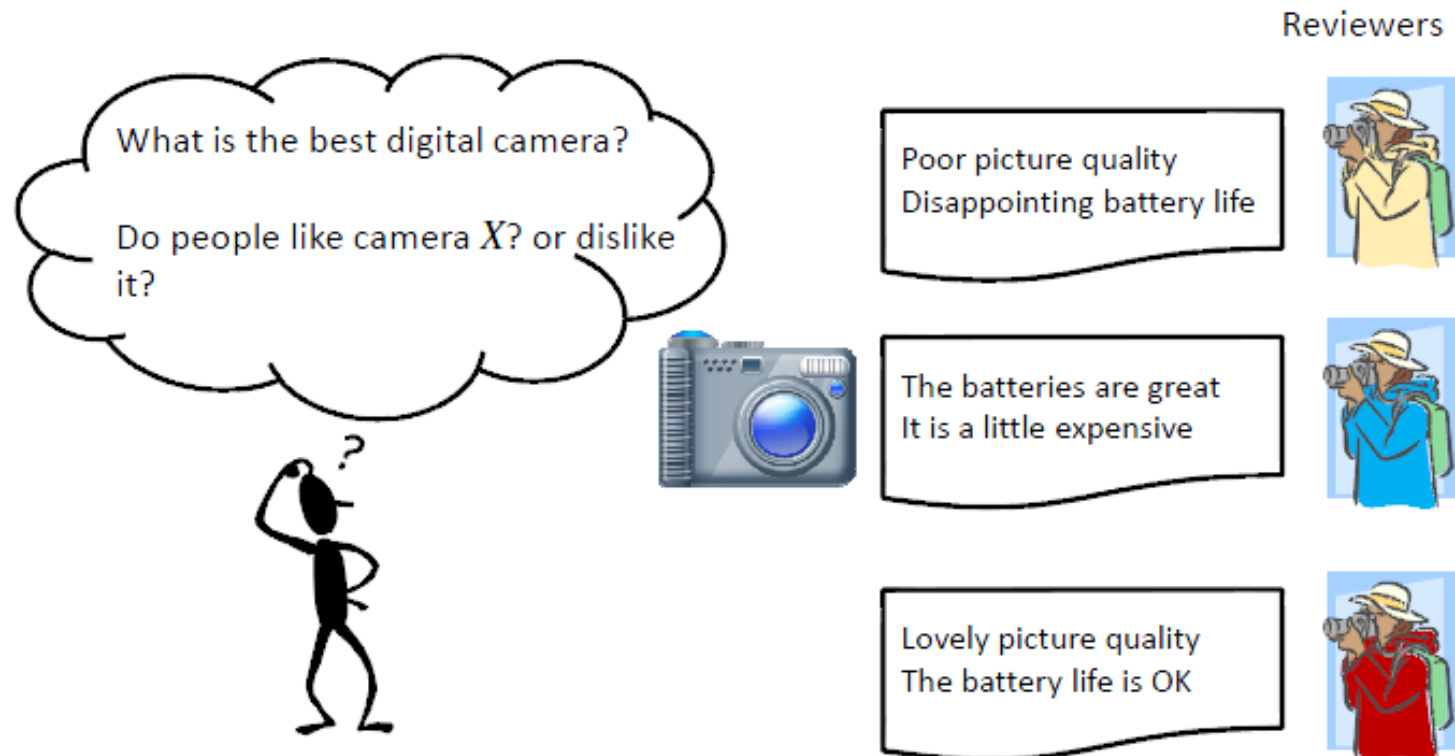 Reviewers
What is the best digital camera?
Do people like camera X? or dislike
it?
?
Poor picture quality
Disappointing battery life
The batteries are great
It is a little expensive
Lovely picture quality
The battery life is OK